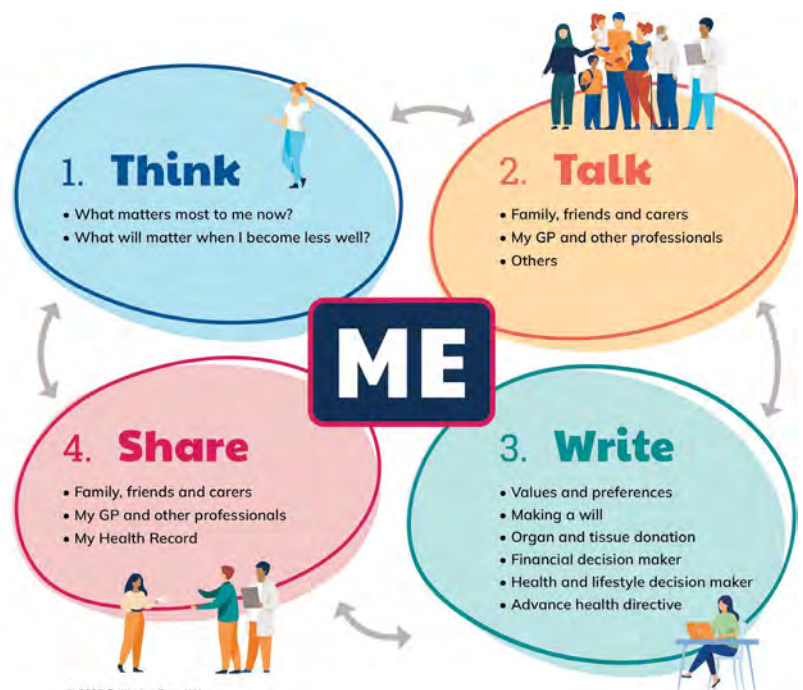 1. Think
• What matters most to me now?
• What will matter when I become less well?
2. Talk
• Family, friends and carers
• My GP and other professionals
• Others
ME
3. Write
• Values and preferences
• Making a will
• Organ and tissue donation
• Financial decision maker
• Health and lifestyle decision maker
• Advance health directive
4. Share
• Family, friends and carers
• My GP and other professionals
• My Health Record